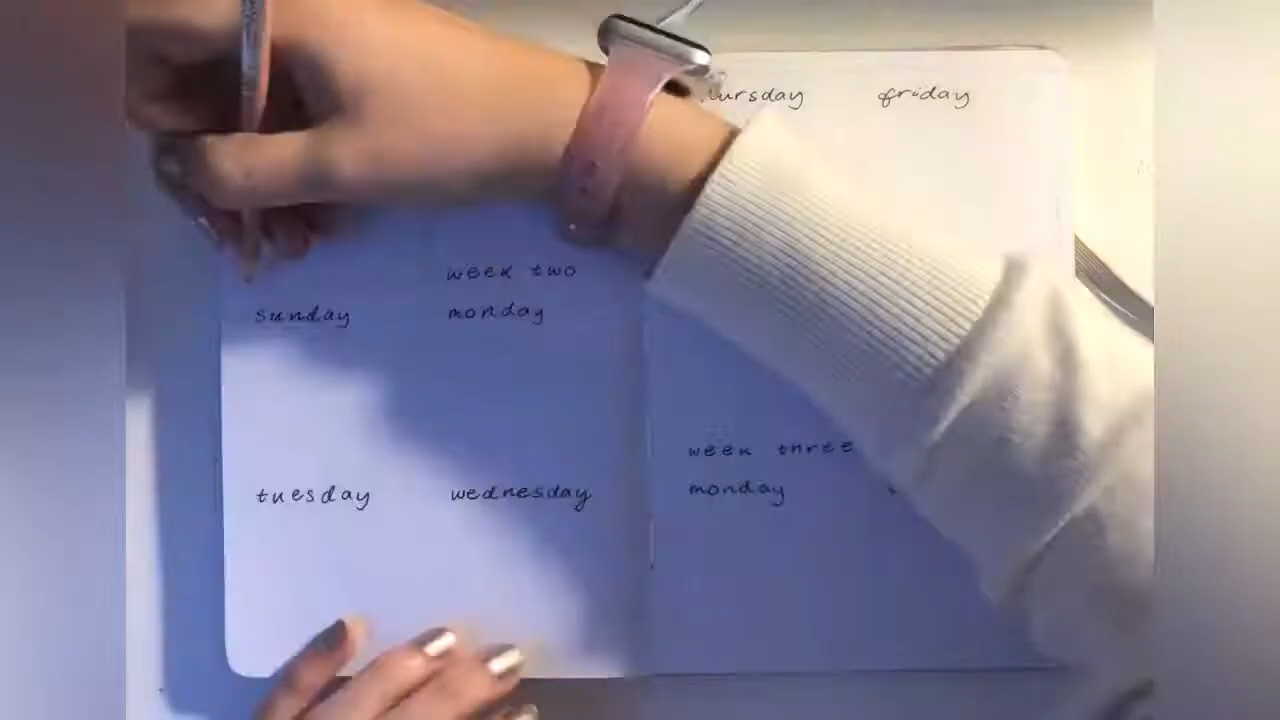 friday
week two
sunday
monday
week three
monday
tuesday
wednesday